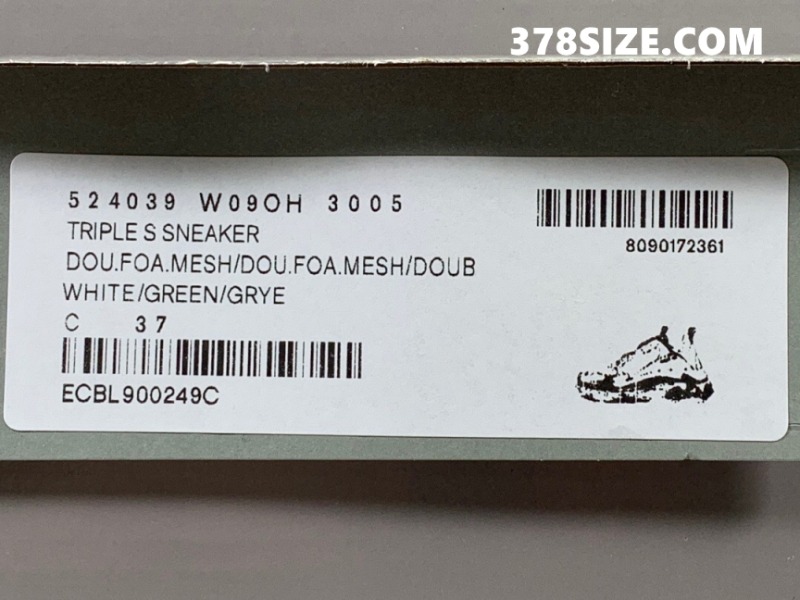 378SIZE.COM
524039 W09OH 3005
TRIPLE S SNEAKER
DOU.FOA.MESH/DOU.FOA.MESH/DOUB
WHITE/GREEN/GRYE
C 37
ECBL900249C
8090172361